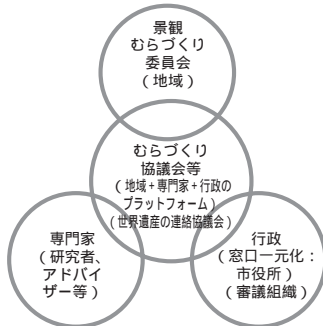 景観
むらづくり
委員会
（地域）
むらづくり
協議会等
（地域＋専門家＋行政の
プラットフォーム）
（世界遺産の連絡協議会）
専門家
（研究者、
アドバイ
ザー等）
行政
（窓口一元化：
市役所）
（審議組織）